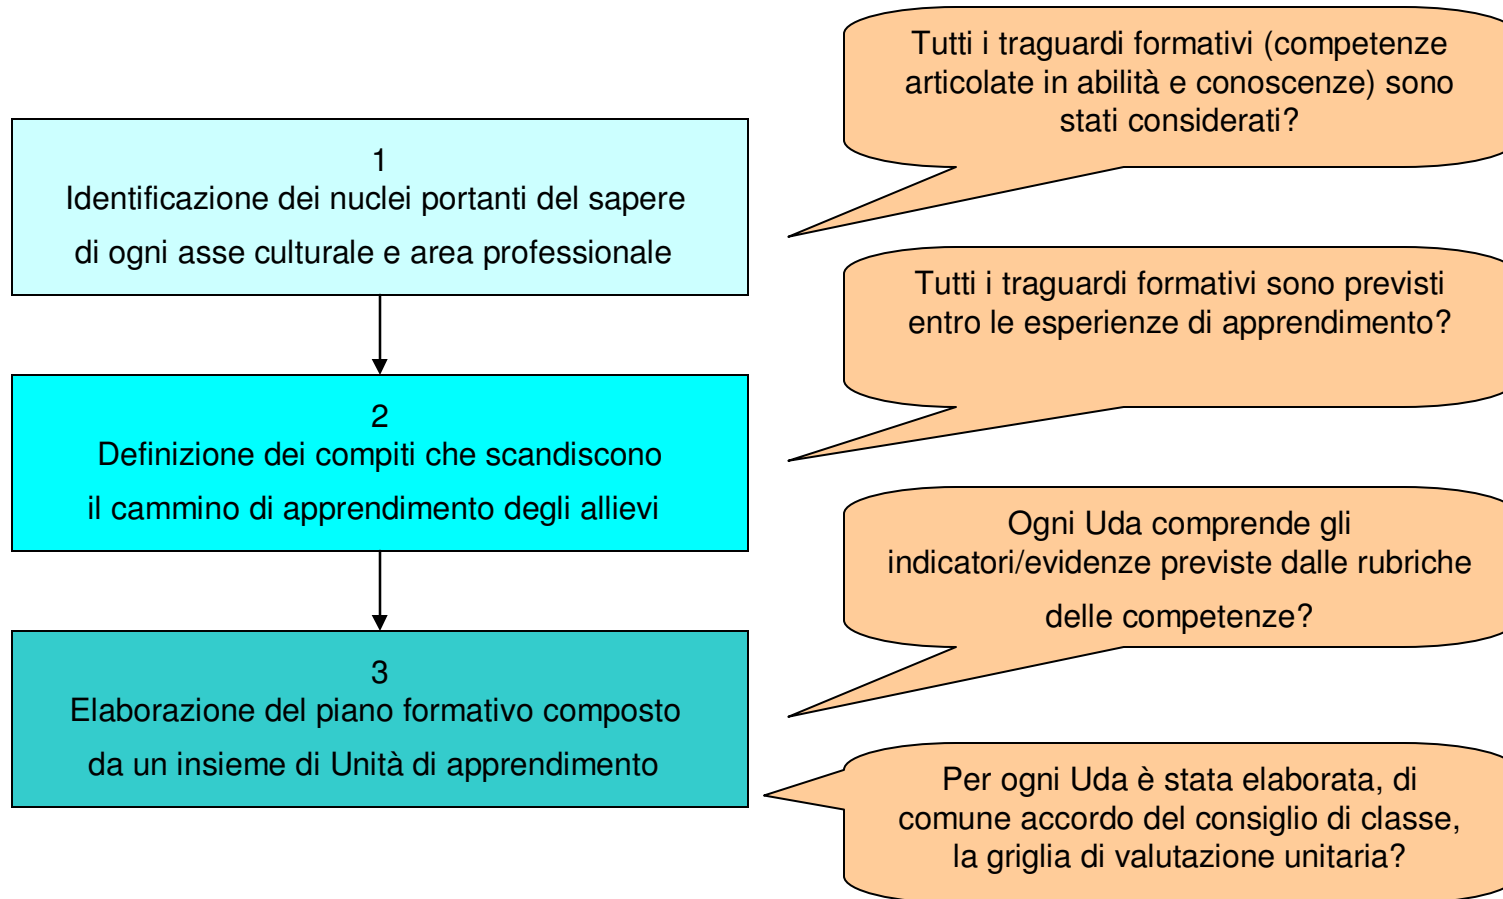 1
Identificazione dei nuclei portanti del sapere
di ogni asse culturale e area professionale
Tutti i traguardi formativi (competenze
articolate in abilità e conoscenze) sono
stati considerati?
2
Definizione dei compiti che scandiscono
il cammino di apprendimento degli allievi
Tutti i traguardi formativi sono previsti
entro le esperienze di apprendimento?
3
Elaborazione del piano formativo composto
da un insieme di Unità di apprendimento
Ogni Uda comprende gli
indicatori/evidenze previste dalle rubriche
delle competenze?
Per ogni Uda è stata elaborata, di
comune accordo del consiglio di classe,
la griglia di valutazione unitaria?